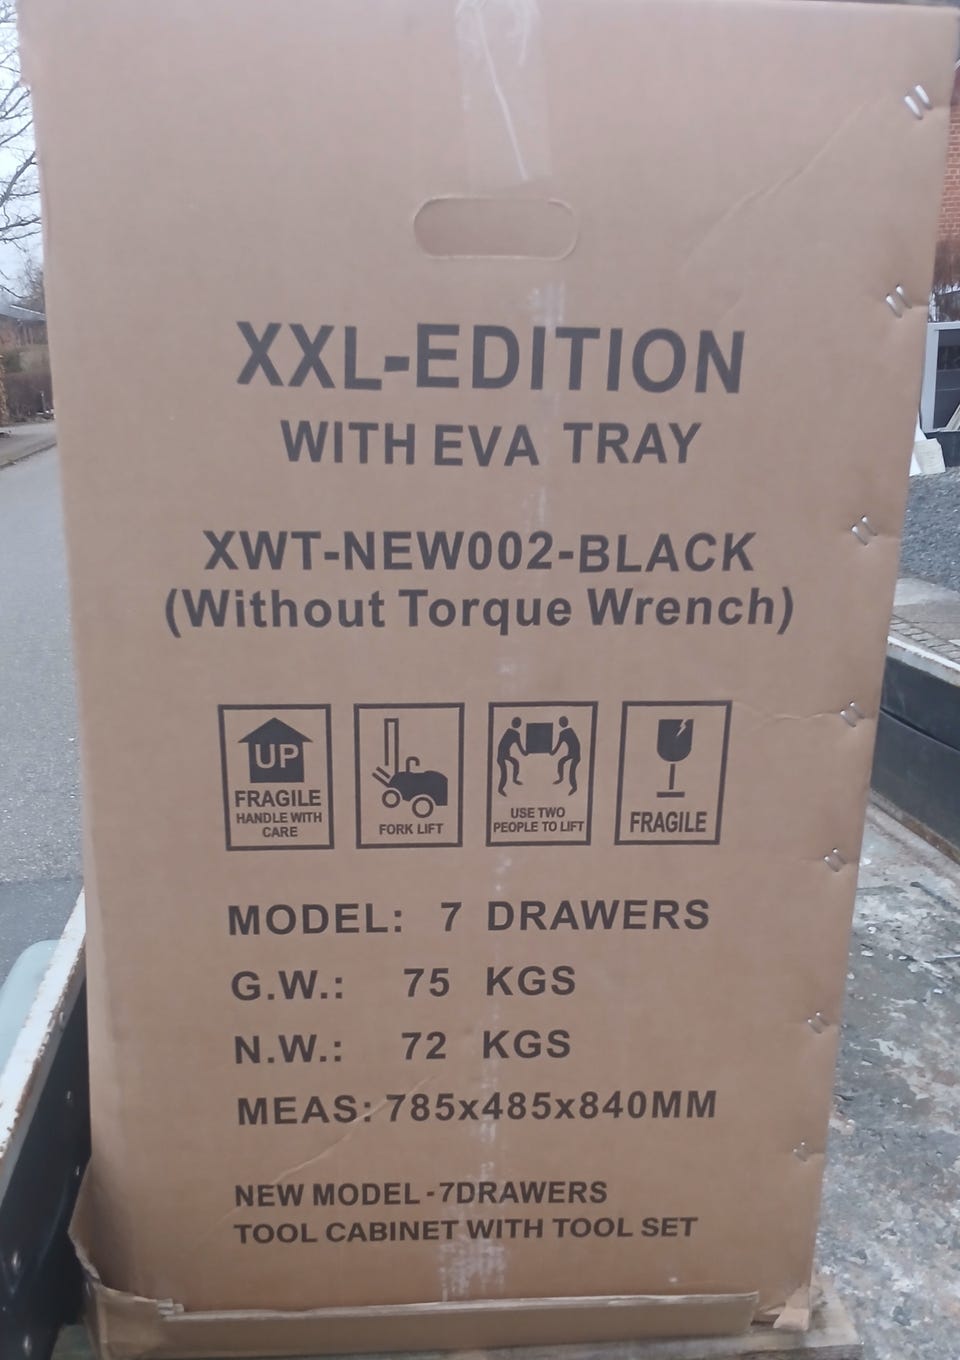 XXL-EDITION
WITH EVA TRAY
XWT-NEW002-BLACK
(Without Torque Wrench)
UP
FRAGILE
HANDLE WITH
CARE
FORK LIFT
USE TWO
PEOPLE TO LIFT
FRAGILE
MODEL: 7 DRAWERS
G.W.: 75 KGS
N.W.: 72 KGS
MEAS: 785x485x840MM
NEW MODEL -7DRAWERS
TOOL CABINET WITH TOOL SET